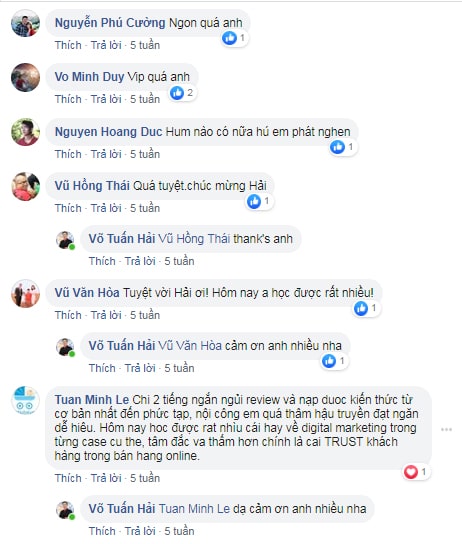 Nguyễn Phú Cường Ngon quá anh
1
Thích · Trả lời · 5 tuần
Vo Minh Duy Vip quá anh
2
Thích · Trả lời · 5 tuần
Nguyen Hoang Duc Hum nào có nữa hú em phát nghen
1
Thích · Trả lời · 5 tuần
Vũ Hồng Thái Quá tuyệt.chúc mừng Hải
1
Thích · Trả lời · 5 tuần
Võ Tuấn Hải Vũ Hồng Thái thank's anh
Thích · Trả lời · 5 tuần
Vũ Văn Hòa Tuyệt vời Hải ơi! Hôm nay a học được rất nhiều!
1
Thích · Trả lời · 5 tuần
Võ Tuấn Hải Vũ Văn Hòa cảm ơn anh nhiều nha
1
Thích · Trả lời · 5 tuần
Tuan Minh Le Chi 2 tiếng ngắn ngủi review và nạp duoc kiến thức từ
cơ bản nhất đến phức tạp, nội công em quá thâm hậu truyền đạt ngăn
dễ hiêu. Hôm nay hoc được rat nhìu cái hay về digital marketing trong
từng case cu the, tâm đắc va thấm hơn chính là cai TRUST khách
hàng trong bán hang online.
1
Thích · Trả lời · 5 tuần
Võ Tuấn Hải Tuan Minh Le dạ cảm ơn anh nhiều nha
Thích · Trả lời · 5 tuần